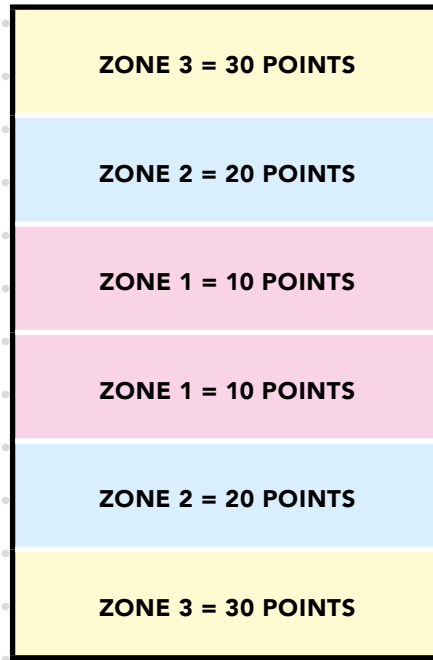 ZONE 3 = 30 POINTS
ZONE 2 = 20 POINTS
ZONE 1 = 10 POINTS
ZONE 1 = 10 POINTS
ZONE 2 = 20 POINTS
ZONE 3 = 30 POINTS